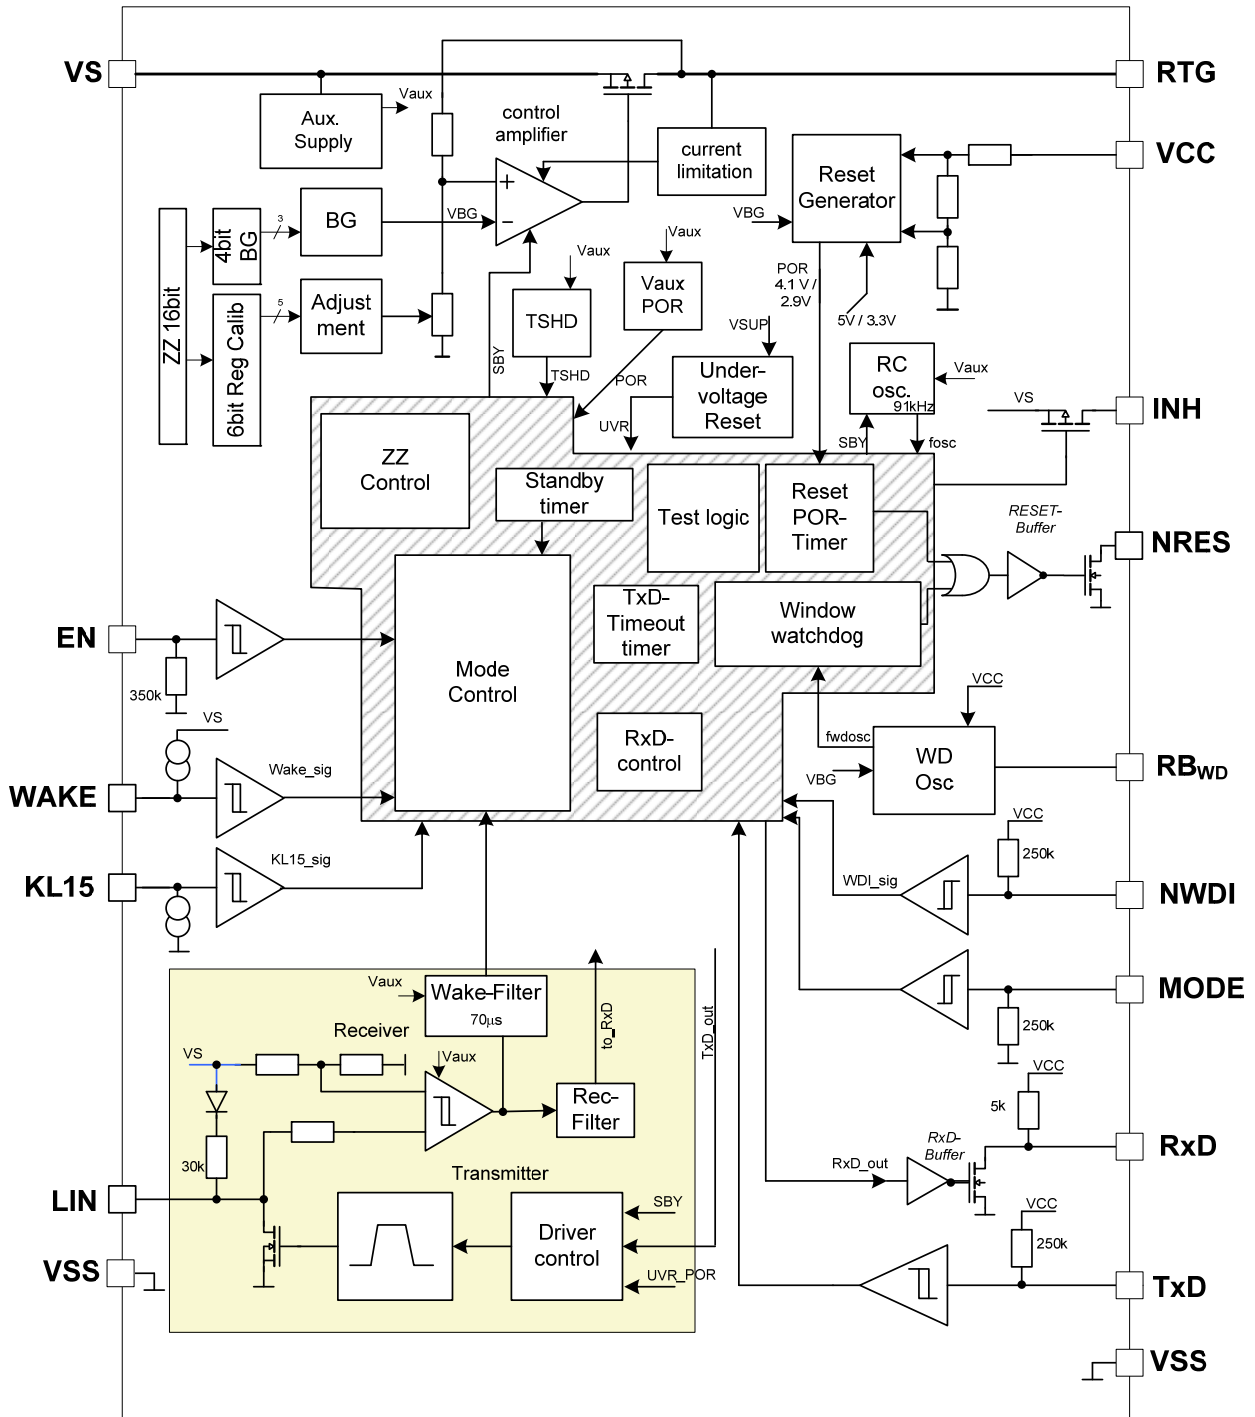 VS
RTG
Aux.
Supply
Vaux
control
amplifier
current
limitation
Reset
Generator
VCC
VBG
ZZ 16bit
4bit
BG
3
BG
VBG
+
–
Vaux
Vaux
POR
4.1 V /
2.9V
5V / 3.3V
6bit Reg Calib
5
Adjust
ment
SBY
TSHD
TSHD
Vaux
POR
POR
VSUP
Under-
voltage
Reset
UVR
RC
osc.
91kHz
Vaux
SBY
fosc
VS
INH
ZZ
Control
Standby
timer
Test logic
Reset
POR-
Timer
RESET-
Buffer
NRES
TxD-
Timeout
timer
Window
watchdog
EN
350k
Mode
Control
VS
WAKE
Wake_sig
RxD-
control
fwdosc
VBG
VCC
WD
Osc
RBWD
KL15
KL15_sig
WDI_sig
VCC
250k
NWDI
MODE
250k
Vaux
Wake-Filter
70µs
to_RxD
TxD_out
Receiver
VS
Vaux
Rec-
Filter
30k
VCC
5k
RxD_out
RxD-
Buffer
RxD
LIN
Transmitter
Driver
control
SBY
UVR_POR
VCC
250k
TxD
VSS
VSS